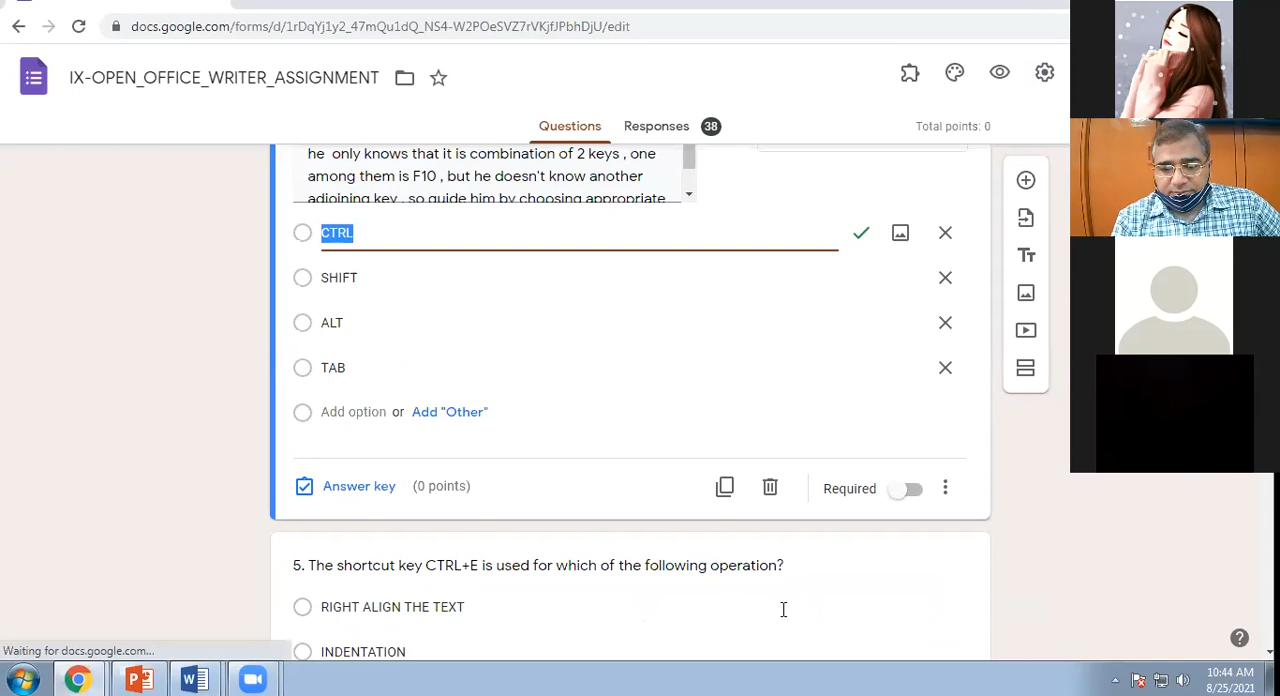 docs.google.com/forms/d/1rDqYj1y2_47mQu1dQ_NS4-W2POeSVZ7rVKjfJPbhDjU/edit
IX-OPEN_OFFICE_WRITER_ASSIGNMENT
Questions Responses 38 Total points: 0
he only knows that it is combination of 2 keys , one
among them is F10 , but he doesn't know another
adjoining key , so guide him by choosing appropriate
CTRL
SHIFT
ALT
TAB
Add option or Add "Other"
Answer key (0 points) Required
5. The shortcut key CTRL+E is used for which of the following operation?
RIGHT ALIGN THE TEXT
INDENTATION
Waiting for docs.google.com...
10:44 AM
8/25/2021